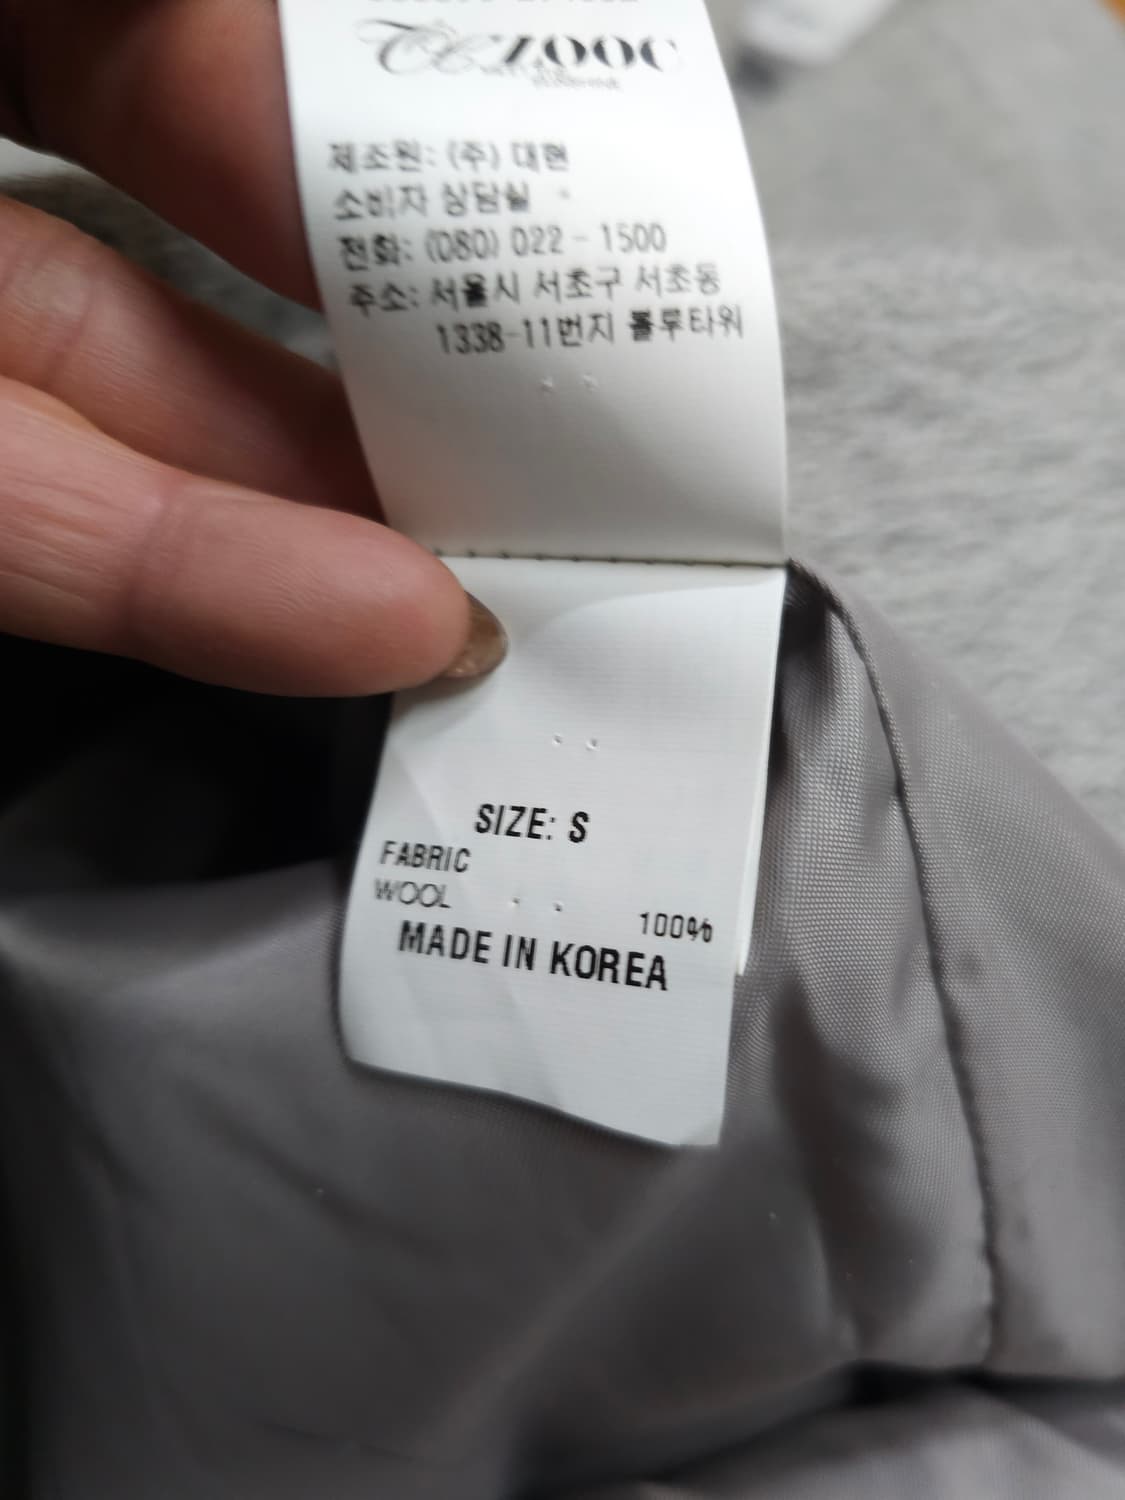 ZOOC
제조원: (주) 대현
소비자 상담실
전화: (080) 022 - 1500
주소: 서울시 서초구 서초동
1338-11번지 블루타워
SIZE: S
FABRIC
WOOL 100%
MADE IN KOREA